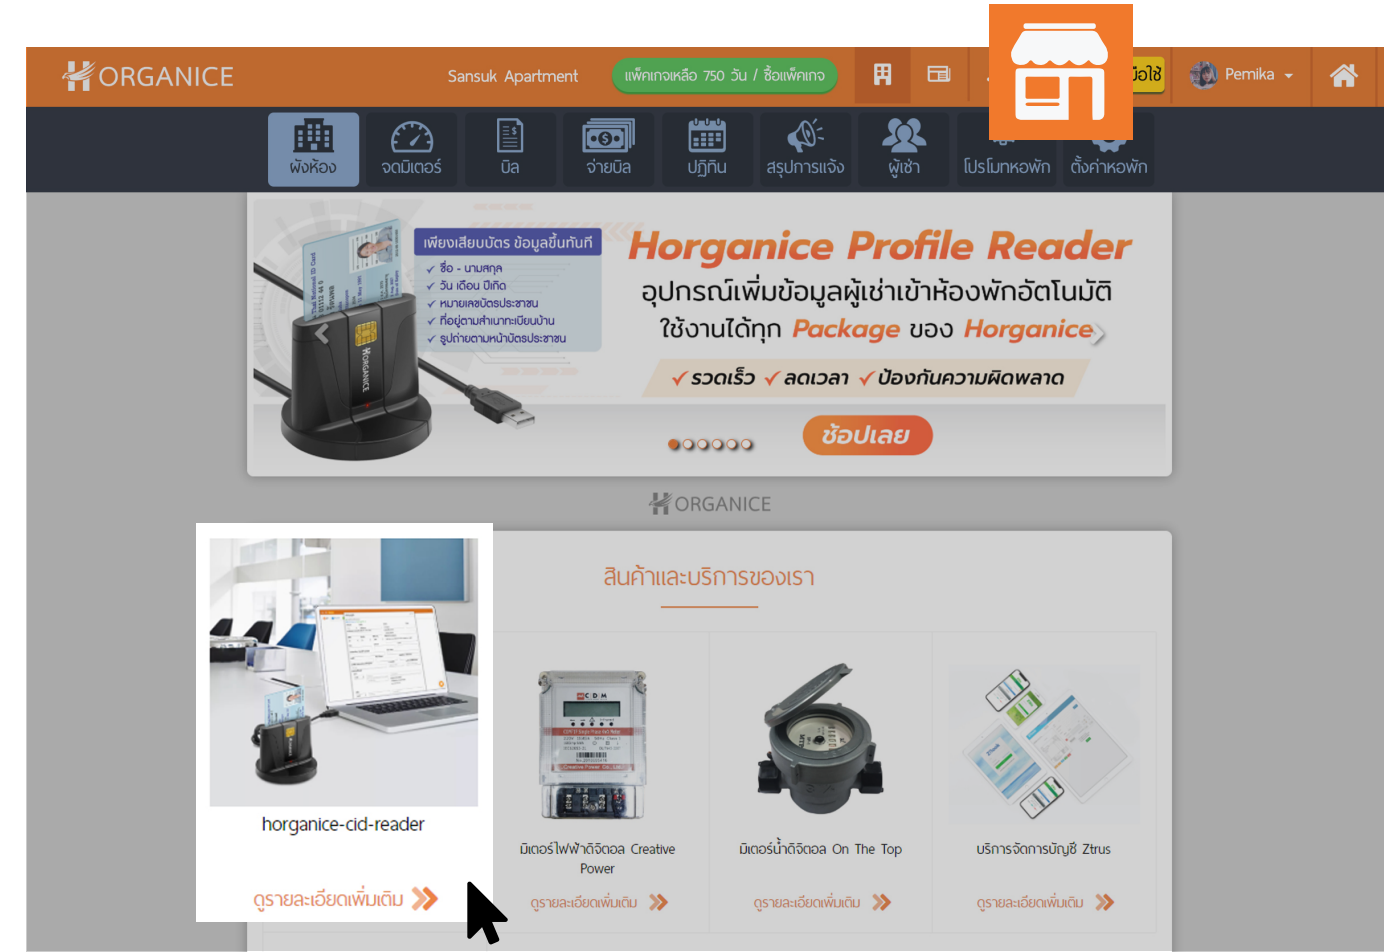 HORGANICE
Sansuk Apartment
แพ็คเกจเหลือ 750 วัน / ซื้อแพ็คเกจ
มือใช้
Pemika
ผังห้อง
จดมิเตอร์
บิล
จ่ายบิล
ปฏิทิน
สรุปการแจ้ง
ผู้เช่า
โปรโมทหอพัก
ตั้งค่าหอพัก
เพียงเสียบบัตร ข้อมูลขึ้นทันที
ชื่อ - นามสกุล
วัน เดือน ปีเกิด
หมายเลขบัตรประชาชน
ที่อยู่ตามสำเนาทะเบียนบ้าน
รูปถ่ายตามหน้าบัตรประชาชน
HORGANICE
Horganice Profile Reader
อุปกรณ์เพิ่มข้อมูลผู้เช่าเข้าห้องพักอัตโนมัติ
ใช้งานได้ทุก Package ของ Horganice
✓ รวดเร็ว ✓ ลดเวลา ✓ ป้องกันความผิดพลาด
ช้อปเลย
HORGANICE
สินค้าและบริการของเรา
horganice-cid-reader
ดูรายละเอียดเพิ่มเติม
C D M
มิเตอร์ไฟฟ้าดิจิตอล Creative
Power
ดูรายละเอียดเพิ่มเติม
มิเตอร์น้ำดิจิตอล On The Top
ดูรายละเอียดเพิ่มเติม
บริการจัดการบัญชี Ztrus
ดูรายละเอียดเพิ่มเติม